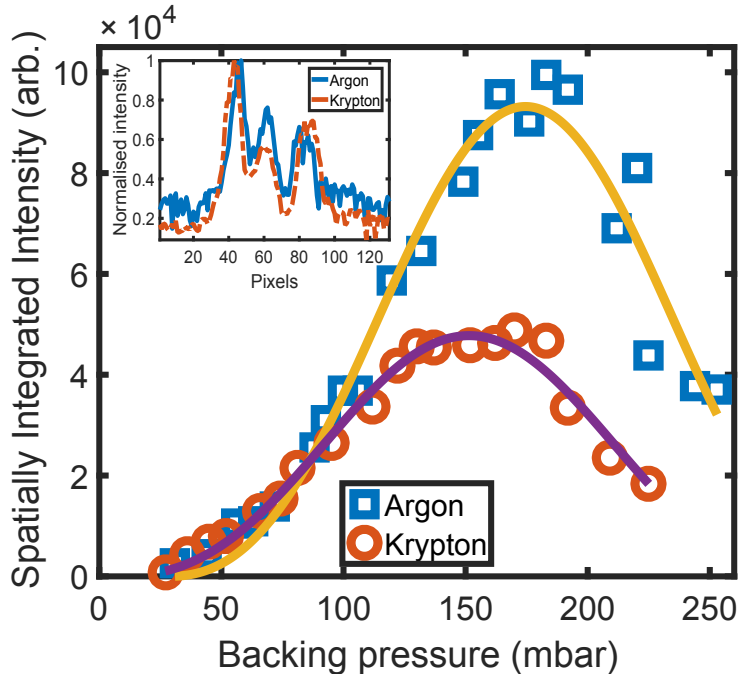 × 10⁴
Spatially Integrated Intensity (arb.)
10
8
6
4
2
0
0 50 100 150 200 250
Backing pressure (mbar)
Normalised intensity
1
0.8
0.6
0.4
0.2
20 40 60 80 100 120
Pixels
Argon
Krypton
Argon
Krypton